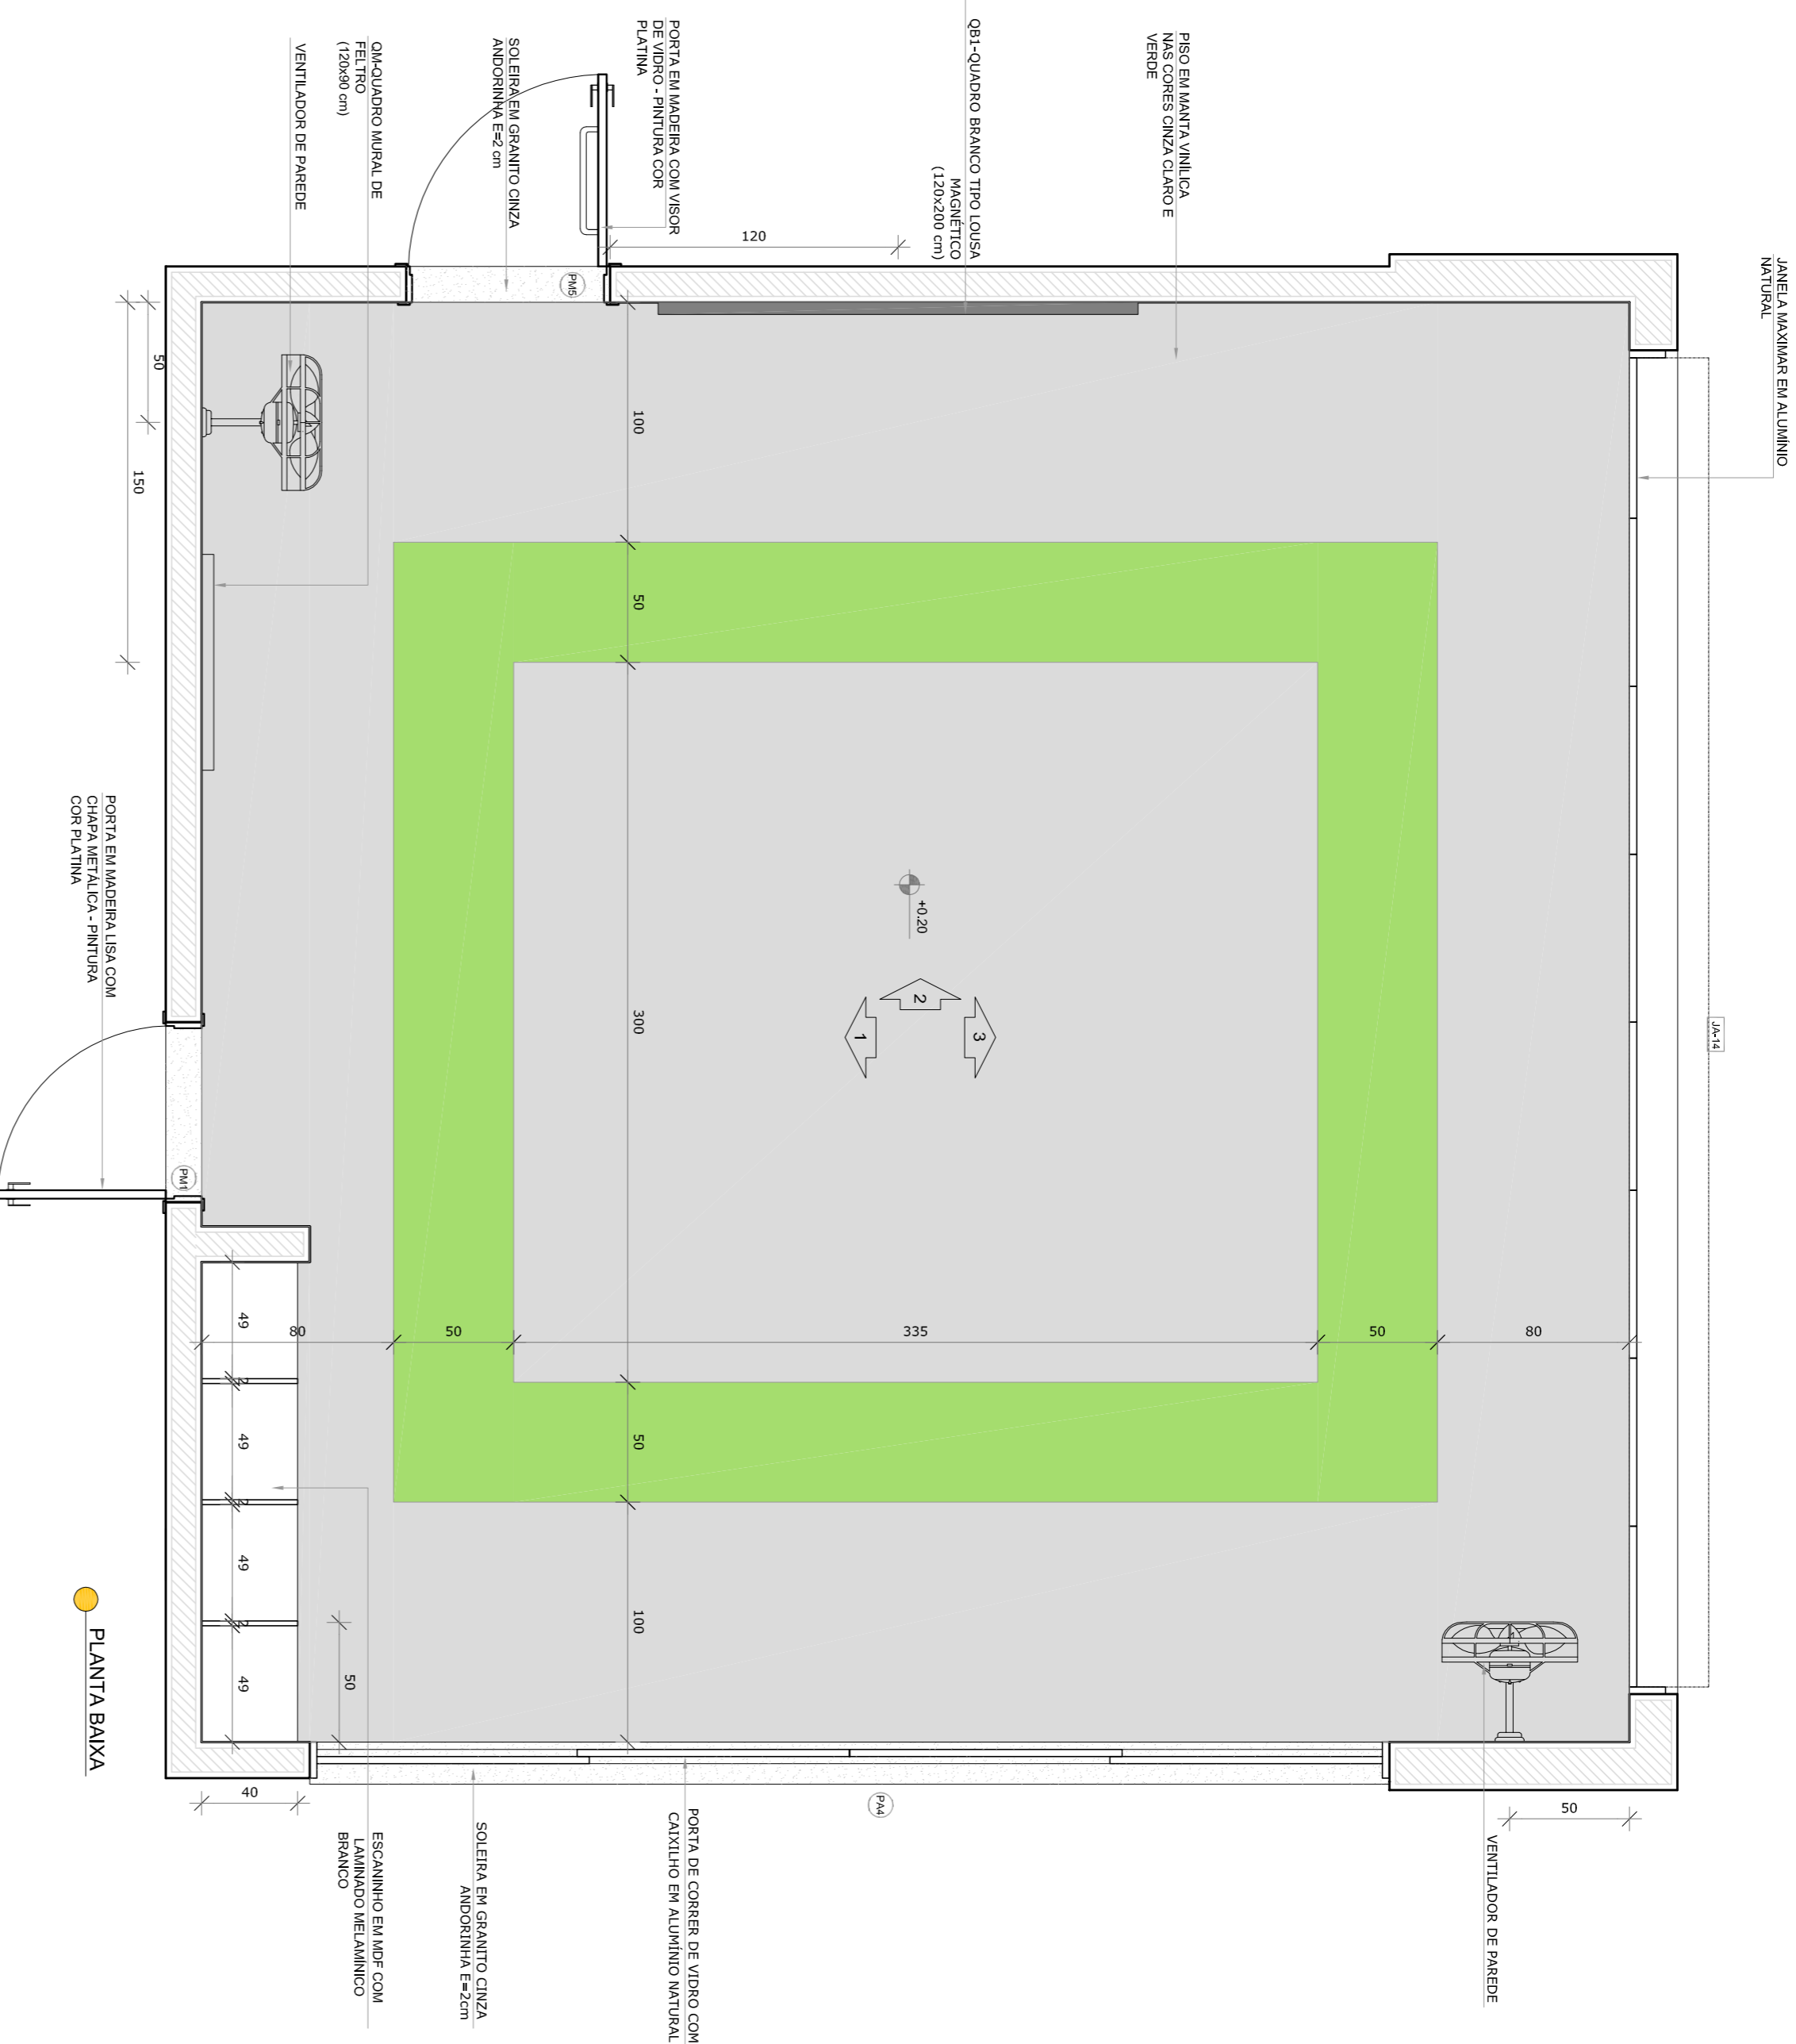 JANELA MAXIMAR EM ALUMÍNIO
NATURAL
JA-14
PISO EM MANTA VINÍLICA
NAS CORES CINZA CLARO E
VERDE
QB1-QUADRO BRANCO TIPO LOUSA
MAGNÉTICO
(120x200 cm)
PORTA EM MADEIRA COM VISOR
DE VIDRO - PINTURA COR
PLATINA
SOLEIRA EM GRANITO CINZA
ANDORINHA E=2 cm
QM-QUADRO MURAL DE
FELTRO
(120x90 cm)
VENTILADOR DE PAREDE
120
PM5
50
150
100
50
300
50
100
+0.20
1
2
3
80
50
335
50
80
PORTA EM MADEIRA LISA COM
CHAPA METÁLICA - PINTURA
COR PLATINA
PM1
49
2
49
2
49
2
49
50
40
50
PA4
VENTILADOR DE PAREDE
PORTA DE CORRER DE VIDRO COM
CAIXILHO EM ALUMÍNIO NATURAL
SOLEIRA EM GRANITO CINZA
ANDORINHA E=2cm
ESCANINHO EM MDF COM
LAMINADO MELAMÍNICO
BRANCO
PLANTA BAIXA